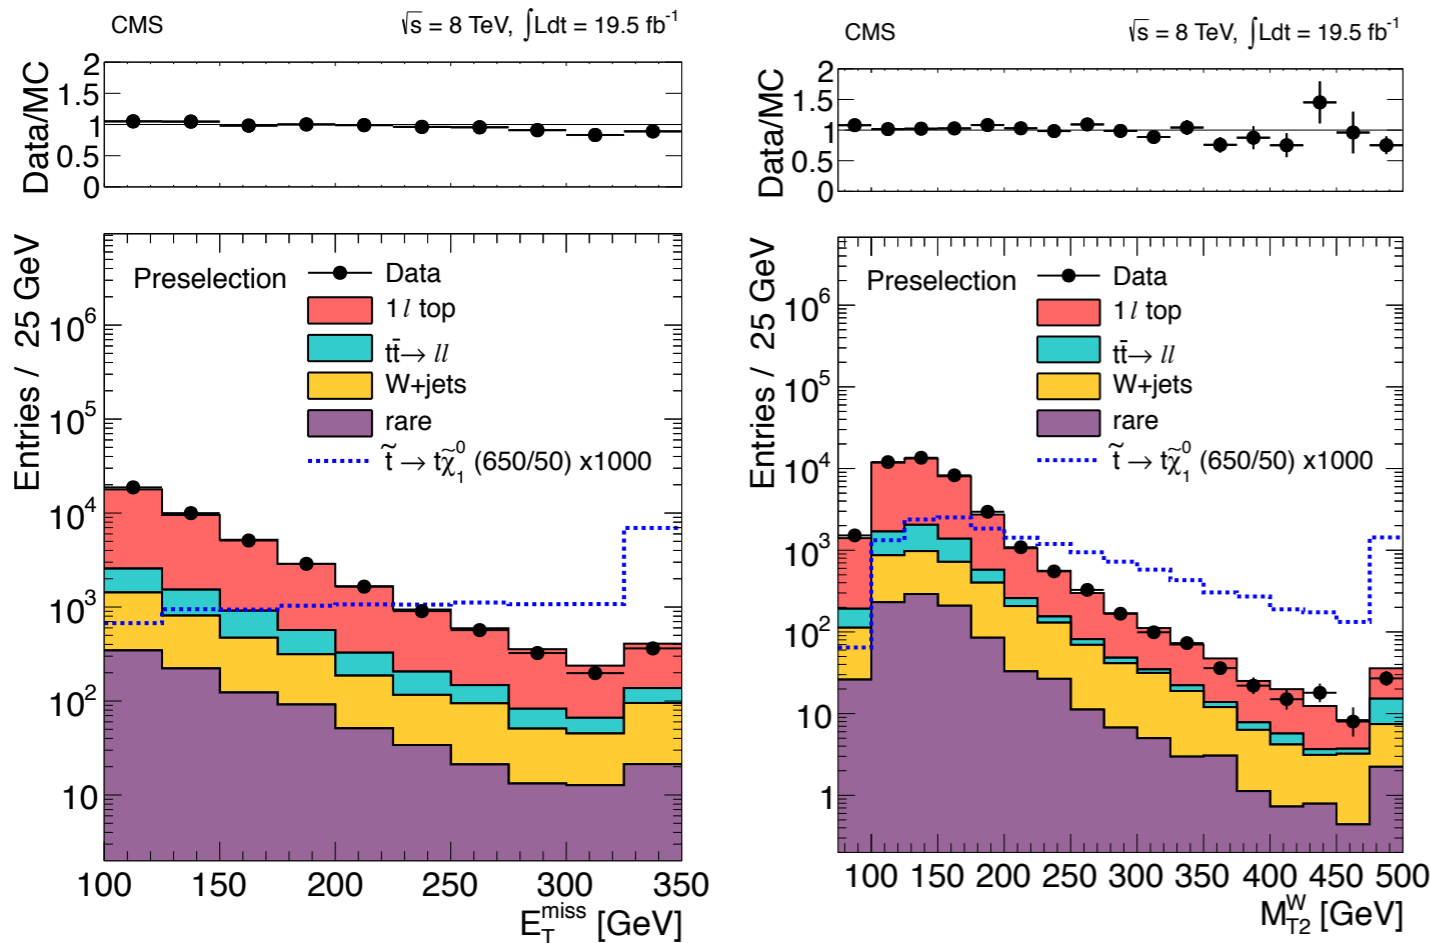 CMS
√s = 8 TeV, ∫Ldt = 19.5 fb⁻¹
Data/MC
2
1.5
1
0.5
0
Entries / 25 GeV
Preselection
Data
1 l top
tt̄→ ll
W+jets
rare
t̃ → tχ̃⁰₁ (650/50) x1000
10⁶
10⁵
10⁴
10³
10²
10
100 150 200 250 300 350
E_T^miss [GeV]
CMS
√s = 8 TeV, ∫Ldt = 19.5 fb⁻¹
Data/MC
2
1.5
1
0.5
0
Entries / 25 GeV
Preselection
Data
1 l top
tt̄→ ll
W+jets
rare
t̃ → tχ̃⁰₁ (650/50) x1000
10⁶
10⁵
10⁴
10³
10²
10
1
100 150 200 250 300 350 400 450 500
M_T2^W [GeV]